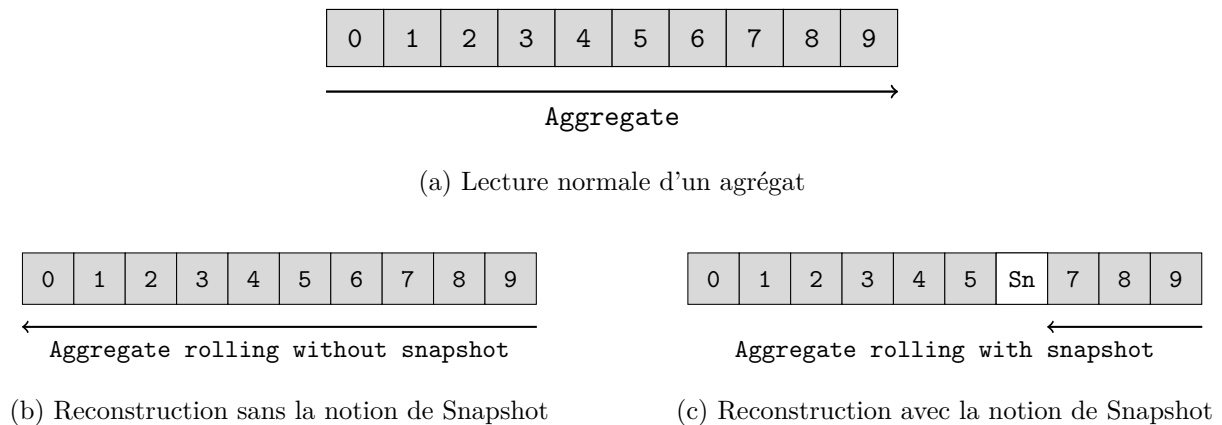 0 1 2 3 4 5 6 7 8 9
Aggregate
(a) Lecture normale d'un agrégat
0 1 2 3 4 5 6 7 8 9
Aggregate rolling without snapshot
(b) Reconstruction sans la notion de Snapshot
0 1 2 3 4 5 Sn 7 8 9
Aggregate rolling with snapshot
(c) Reconstruction avec la notion de Snapshot